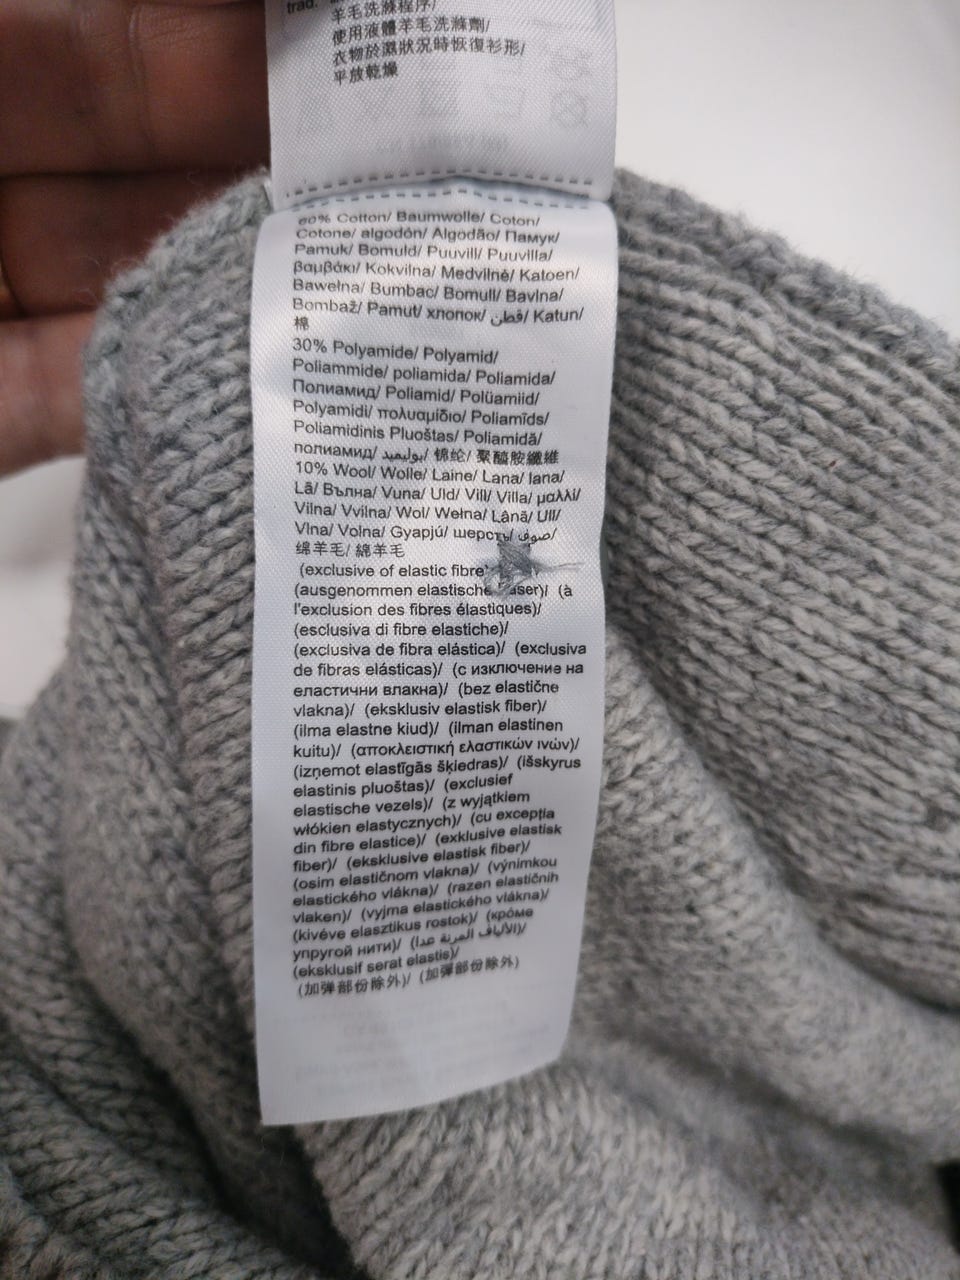 trad.
羊毛洗滌程序/
使用液體羊毛洗滌劑/
衣物於濕狀況時恢復衫形/
平放乾燥
60% Cotton/ Baumwolle/ Coton/
Cotone/ algodón/ Algodão/ Памук/
Pamuk/ Bomuld/ Puuvill/ Puuvilla/
βαμβάκι/ Kokvilna/ Medvilnė/ Katoen/
Bawełna/ Bumbac/ Bomull/ Bavlna/
Bombaž/ Pamut/ хлопок/ قطن/ Katun/
棉
30% Polyamide/ Polyamid/
Poliammide/ poliamida/ Poliamida/
Полиамид/ Poliamid/ Polüamiid/
Polyamidi/ πολυαμίδιο/ Poliamīds/
Poliamidinis Pluoštas/ Poliamidă/
полиамид/ بوليميد/ 锦纶/ 聚醯胺纖維
10% Wool/ Wolle/ Laine/ Lana/ lana/
Lã/ Вълна/ Vuna/ Uld/ Vill/ Villa/ μαλλί/
Vilna/ Vvilna/ Wol/ Wełna/ Lână/ Ull/
Vlna/ Volna/ Gyapjú/ шерсть/ صوف/
绵羊毛/ 綿羊毛
(exclusive of elastic fibre
(ausgenommen elastische Faser)/ (à
l'exclusion des fibres élastiques)/
(esclusiva di fibre elastiche)/
(exclusiva de fibra elástica)/ (exclusiva
de fibras elásticas)/ (с изключение на
еластични влакна)/ (bez elastične
vlakna)/ (eksklusiv elastisk fiber)/
(ilma elastne kiud)/ (ilman elastinen
kuitu)/ (αποκλειστική ελαστικών ινών)/
(izņemot elastīgās šķiedras)/ (išskyrus
elastinis pluoštas)/ (exclusief
elastische vezels)/ (z wyjątkiem
włókien elastycznych)/ (cu excepția
din fibre elastice)/ (exklusive elastisk
fiber)/ (eksklusive elastisk fiber)/
(osim elastičnom vlakna)/ (výnimkou
elastického vlákna)/ (razen elastičnih
vlaken)/ (vyjma elastického vlákna)/
(kivéve elasztikus rostok)/ (кроме
упругой нити)/ (الألياف المرنة عدا)/
(eksklusif serat elastis)/
(加弹部份除外)/ (加彈部份除外)